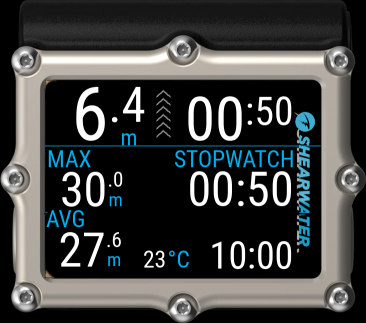 6.4 m 00:50
MAX STOPWATCH
30.0 m 00:50
AVG
27.6 m 23°C 10:00
SHEARWATER